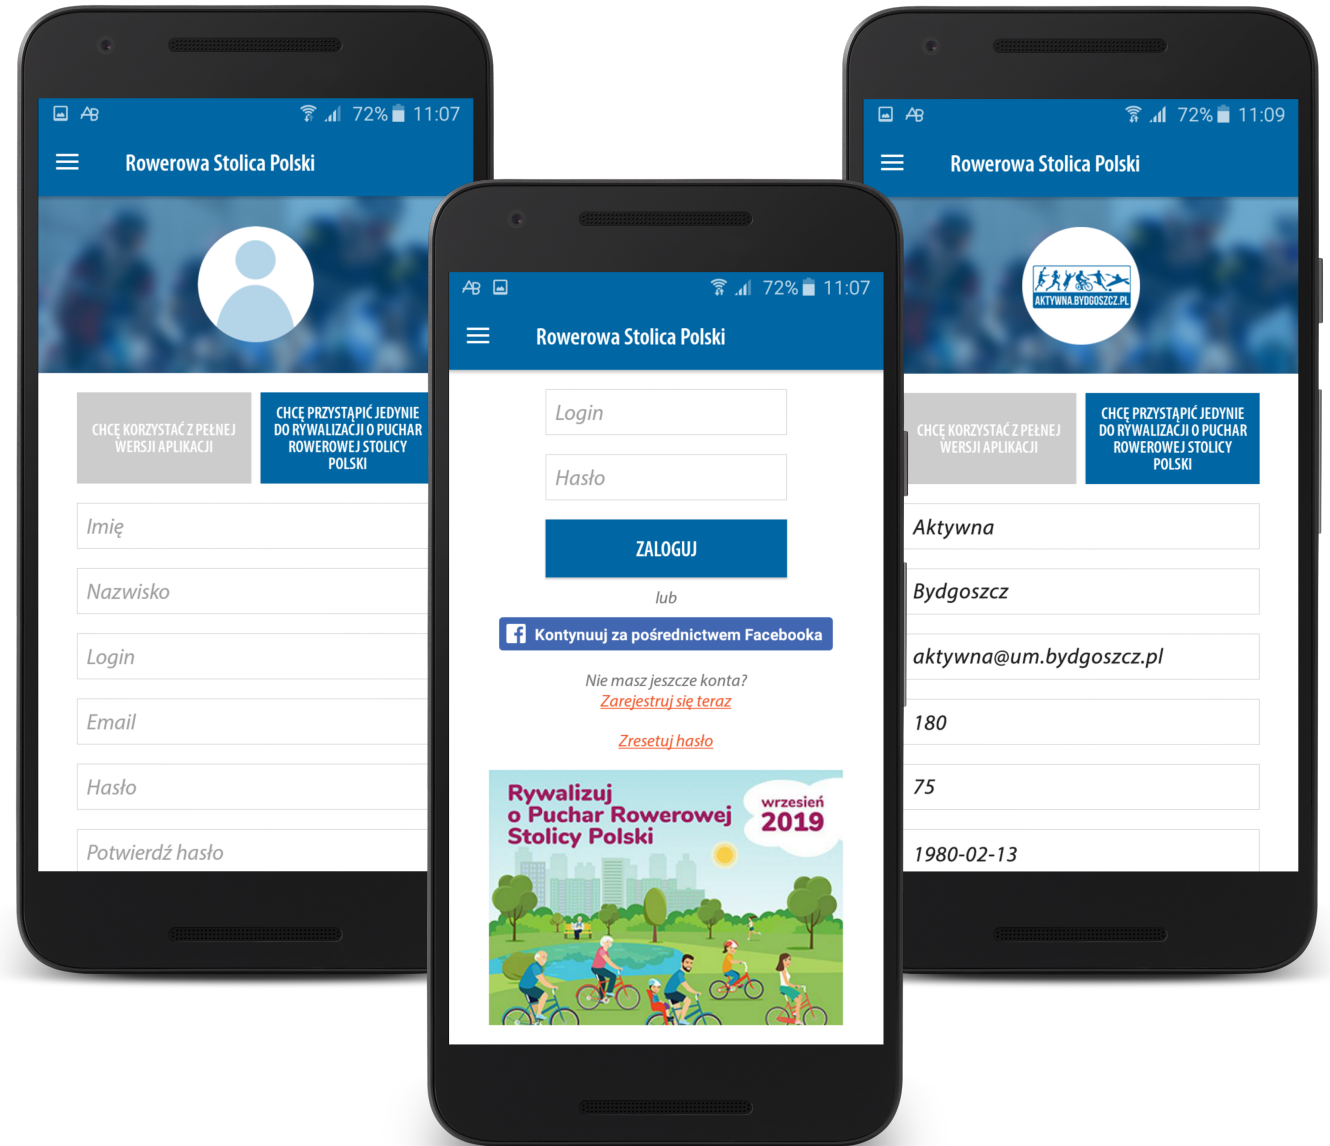 AB 72% 11:07
Rowerowa Stolica Polski
CHCĘ KORZYSTAĆ Z PEŁNEJ
WERSJI APLIKACJI
CHCĘ PRZYSTĄPIĆ JEDYNIE
DO RYWALIZACJI O PUCHAR
ROWEROWEJ STOLICY
POLSKI
Imię
Nazwisko
Login
Email
Hasło
Potwierdź hasło
AB 72% 11:07
Rowerowa Stolica Polski
Login
Hasło
ZALOGUJ
lub
Kontynuuj za pośrednictwem Facebooka
Nie masz jeszcze konta?
Zarejestruj się teraz
Zresetuj hasło
Rywalizuj
o Puchar Rowerowej
Stolicy Polski
wrzesień
2019
AB 72% 11:09
Rowerowa Stolica Polski
AKTYWNA.BYDGOSZCZ.PL
CHCĘ KORZYSTAĆ Z PEŁNEJ
WERSJI APLIKACJI
CHCĘ PRZYSTĄPIĆ JEDYNIE
DO RYWALIZACJI O PUCHAR
ROWEROWEJ STOLICY
POLSKI
Aktywna
Bydgoszcz
aktywna@um.bydgoszcz.pl
180
75
1980-02-13